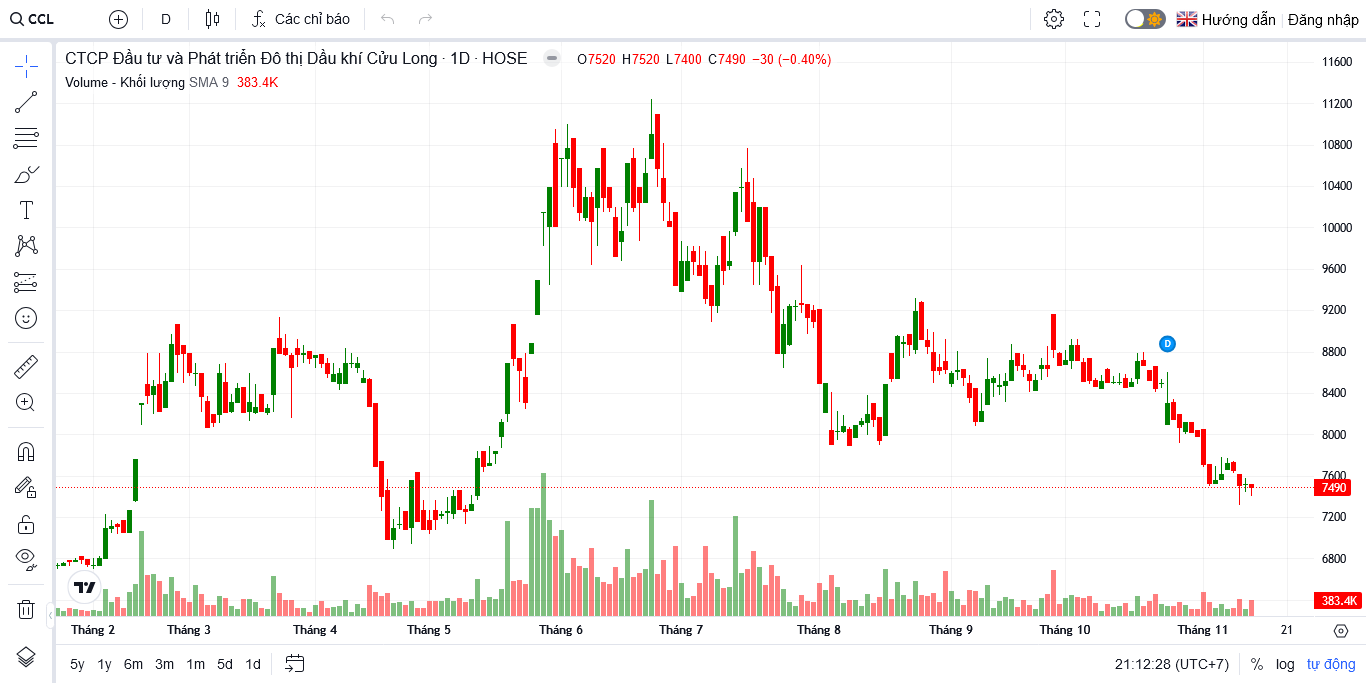 CCL D Các chỉ báo Hướng dẫn Đăng nhập
CTCP Đầu tư và Phát triển Đô thị Dầu khí Cửu Long · 1D · HOSE O7520 H7520 L7400 C7490 −30 (−0.40%)
Volume - Khối lượng SMA 9 383.4K
11600
11200
10800
10400
10000
9600
9200
8800
D
8400
8000
7600
7490
7200
6800
383.4K
Tháng 2 Tháng 3 Tháng 4 Tháng 5 Tháng 6 Tháng 7 Tháng 8 Tháng 9 Tháng 10 Tháng 11 21
5y 1y 6m 3m 1m 5d 1d 21:12:28 (UTC+7) % log tự động